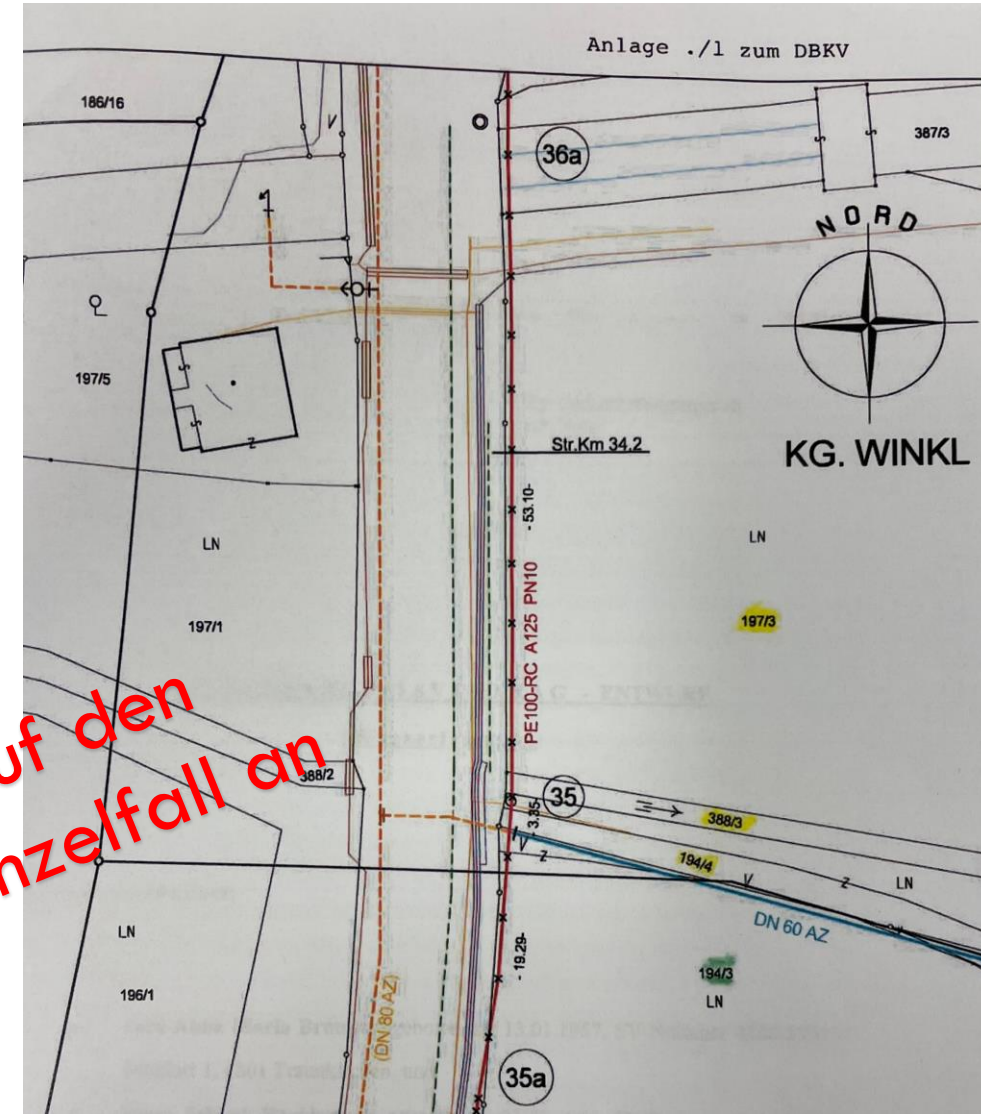 Anlage ./1 zum DBKV
186/16
V
36a
387/3
S
S
NORD
1
197/5
S
S
Z
Str.Km 34.2
KG. WINKL
- 53.10-
LN
LN
197/1
197/3
PE100-RC A125 PN10
uf den
nzelfall an
388/2
35
388/3
- 3.35-
V
Z
194/4
V
Z
LN
DN 60 AZ
LN
- 19.29-
194/3
LN
196/1
(DN 80 AZ)
35a